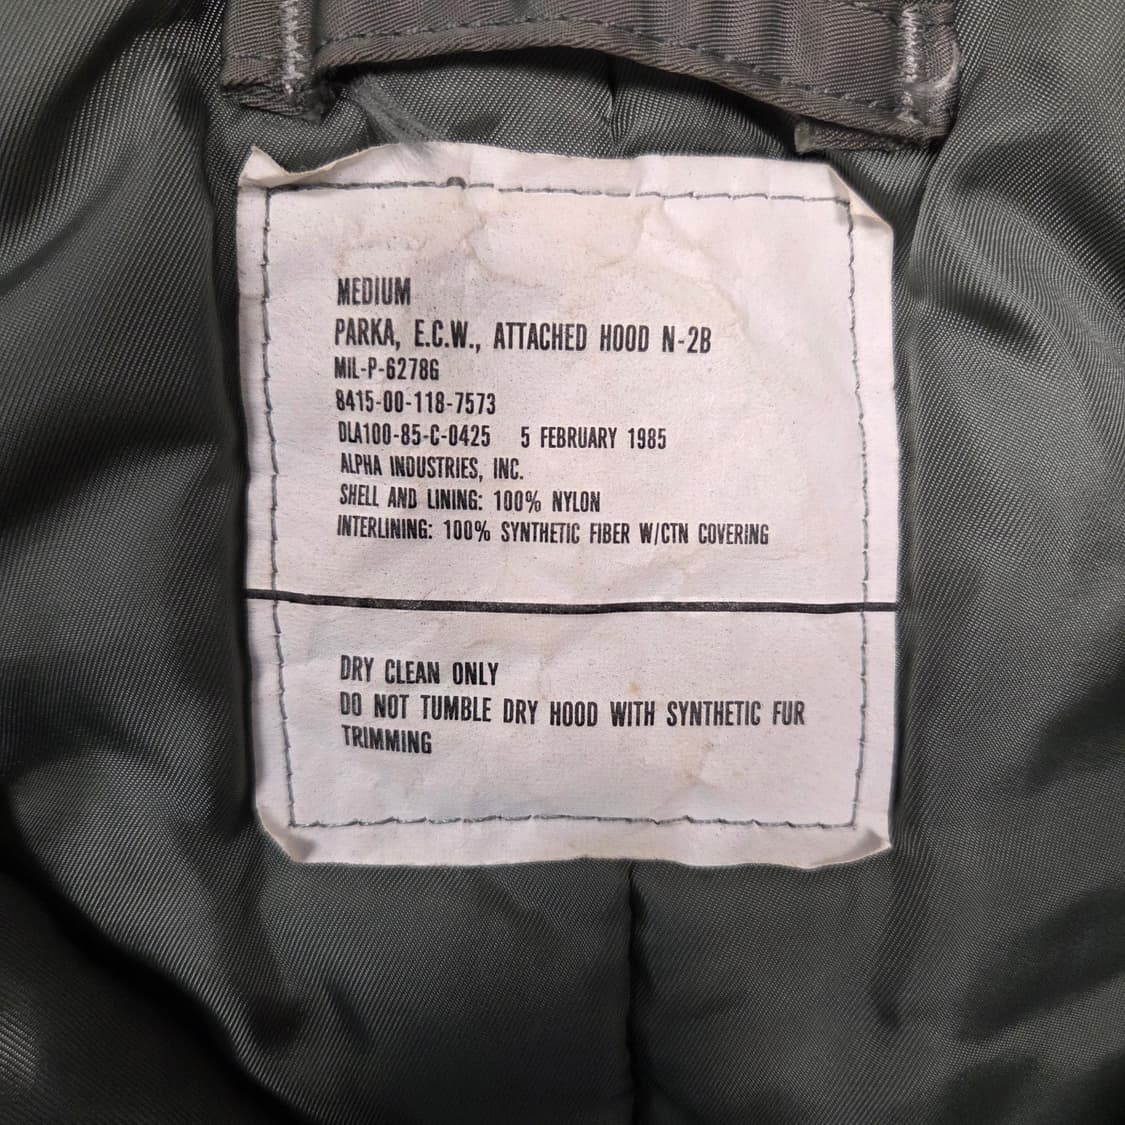 MEDIUM
PARKA, E.C.W., ATTACHED HOOD N-2B
MIL-P-6278G
8415-00-118-7573
DLA100-85-C-0425 5 FEBRUARY 1985
ALPHA INDUSTRIES, INC.
SHELL AND LINING: 100% NYLON
INTERLINING: 100% SYNTHETIC FIBER W/CTN COVERING
DRY CLEAN ONLY
DO NOT TUMBLE DRY HOOD WITH SYNTHETIC FUR
TRIMMING